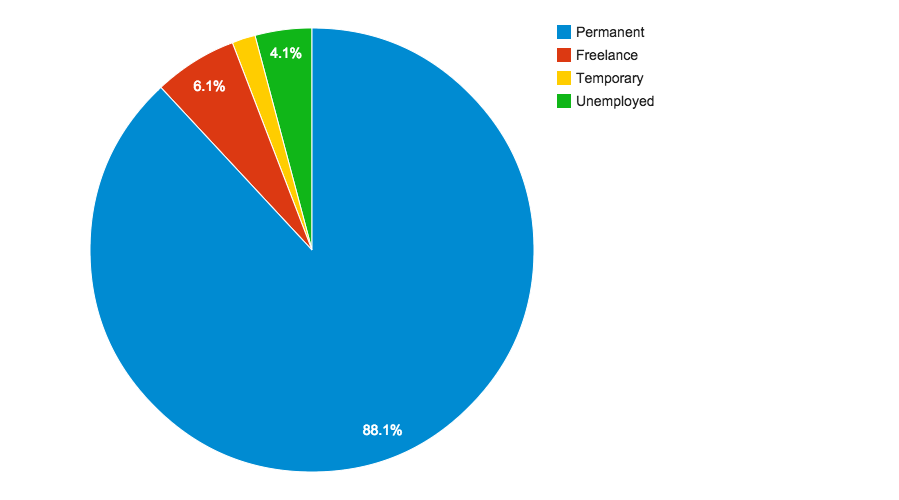 4.1%
Permanent
6.1%
Freelance
Temporary
Unemployed
88.1%